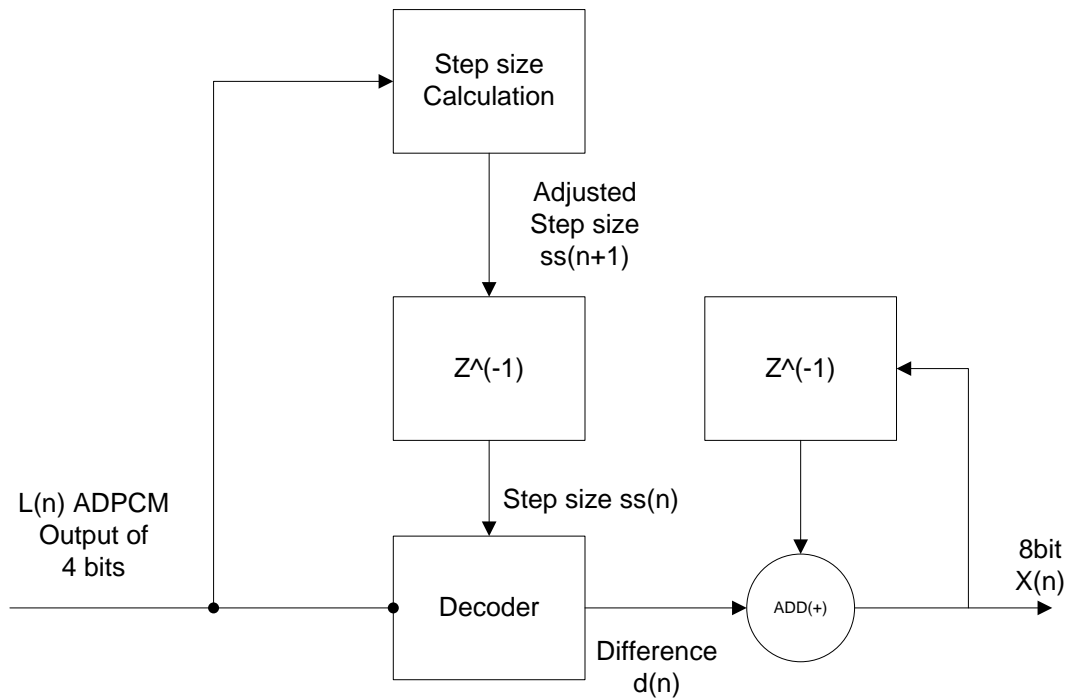 Step size
Calculation
Adjusted
Step size
ss(n+1)
Z^(-1)
Z^(-1)
L(n) ADPCM
Output of
4 bits
Step size ss(n)
8bit
X(n)
Decoder
ADD(+)
Difference
d(n)